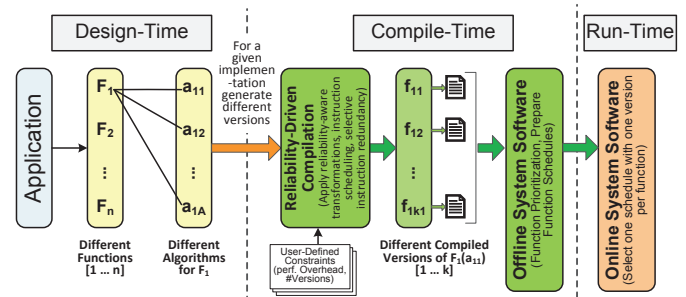 Design-Time
Compile-Time
Run-Time
Application
F1
F2
⋮
Fn
Different
Functions
[1 ... n]
a11
a12
⋮
a1A
Different
Algorithms
for F1
For a
given
implemen
-tation
generate
different
versions
Reliability-Driven
Compilation
(Apply reliability-aware
transformations, instruction
scheduling, selective
instruction redundancy)
User-Defined
Constraints
(perf. Overhead,
#Versions)
f11
f12
⋮
f1k1
Different Compiled
Versions of F1(a11)
[1 ... k]
Offline System Software
(Function Prioritization, Prepare
Function Schedules)
Online System Software
(Select one schedule with one version
per function)